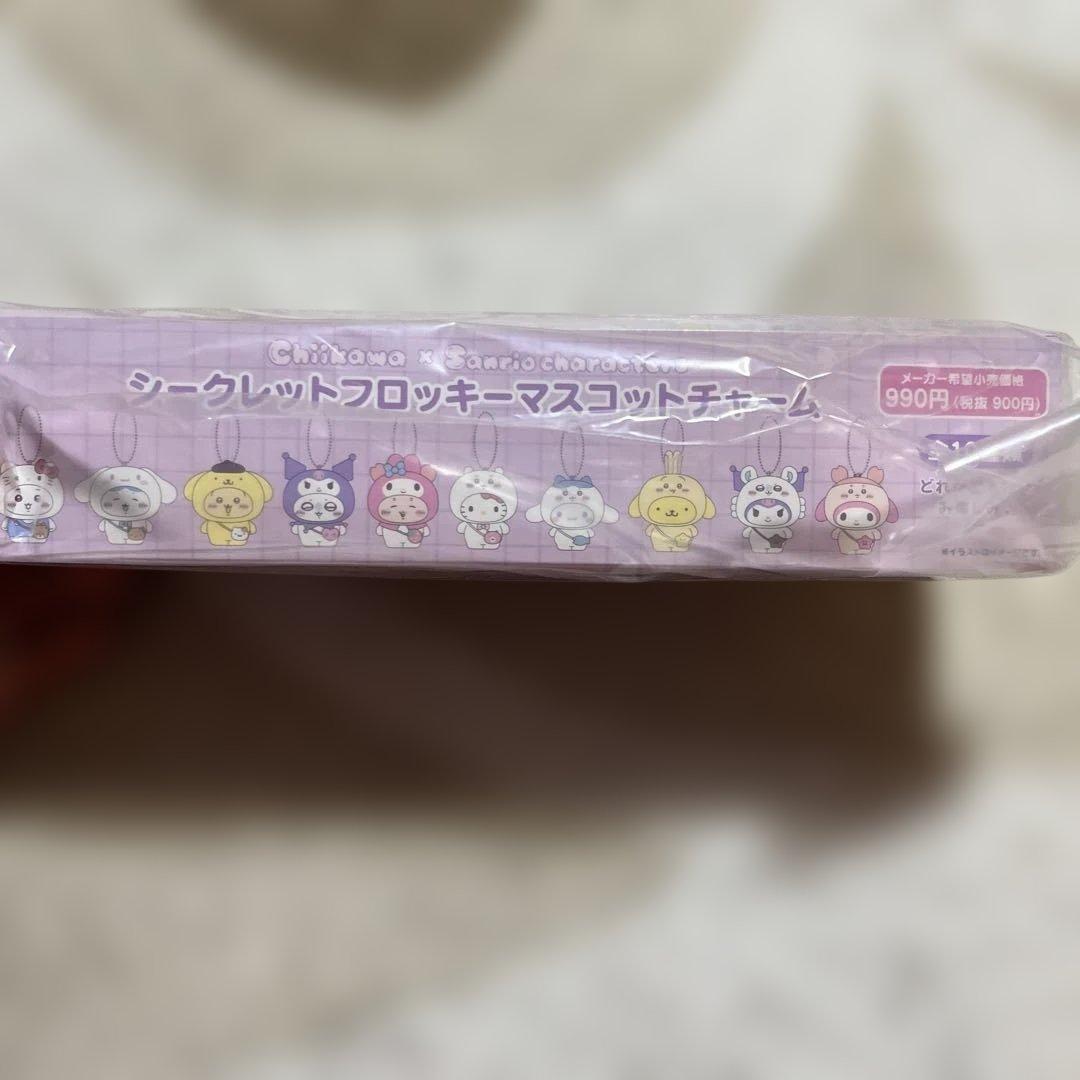 Chiikawa × Sanrio characters
シークレットフロッキーマスコットチャーム
メーカー希望小売価格
990円(税抜 900円)
※イラストはイメージです。